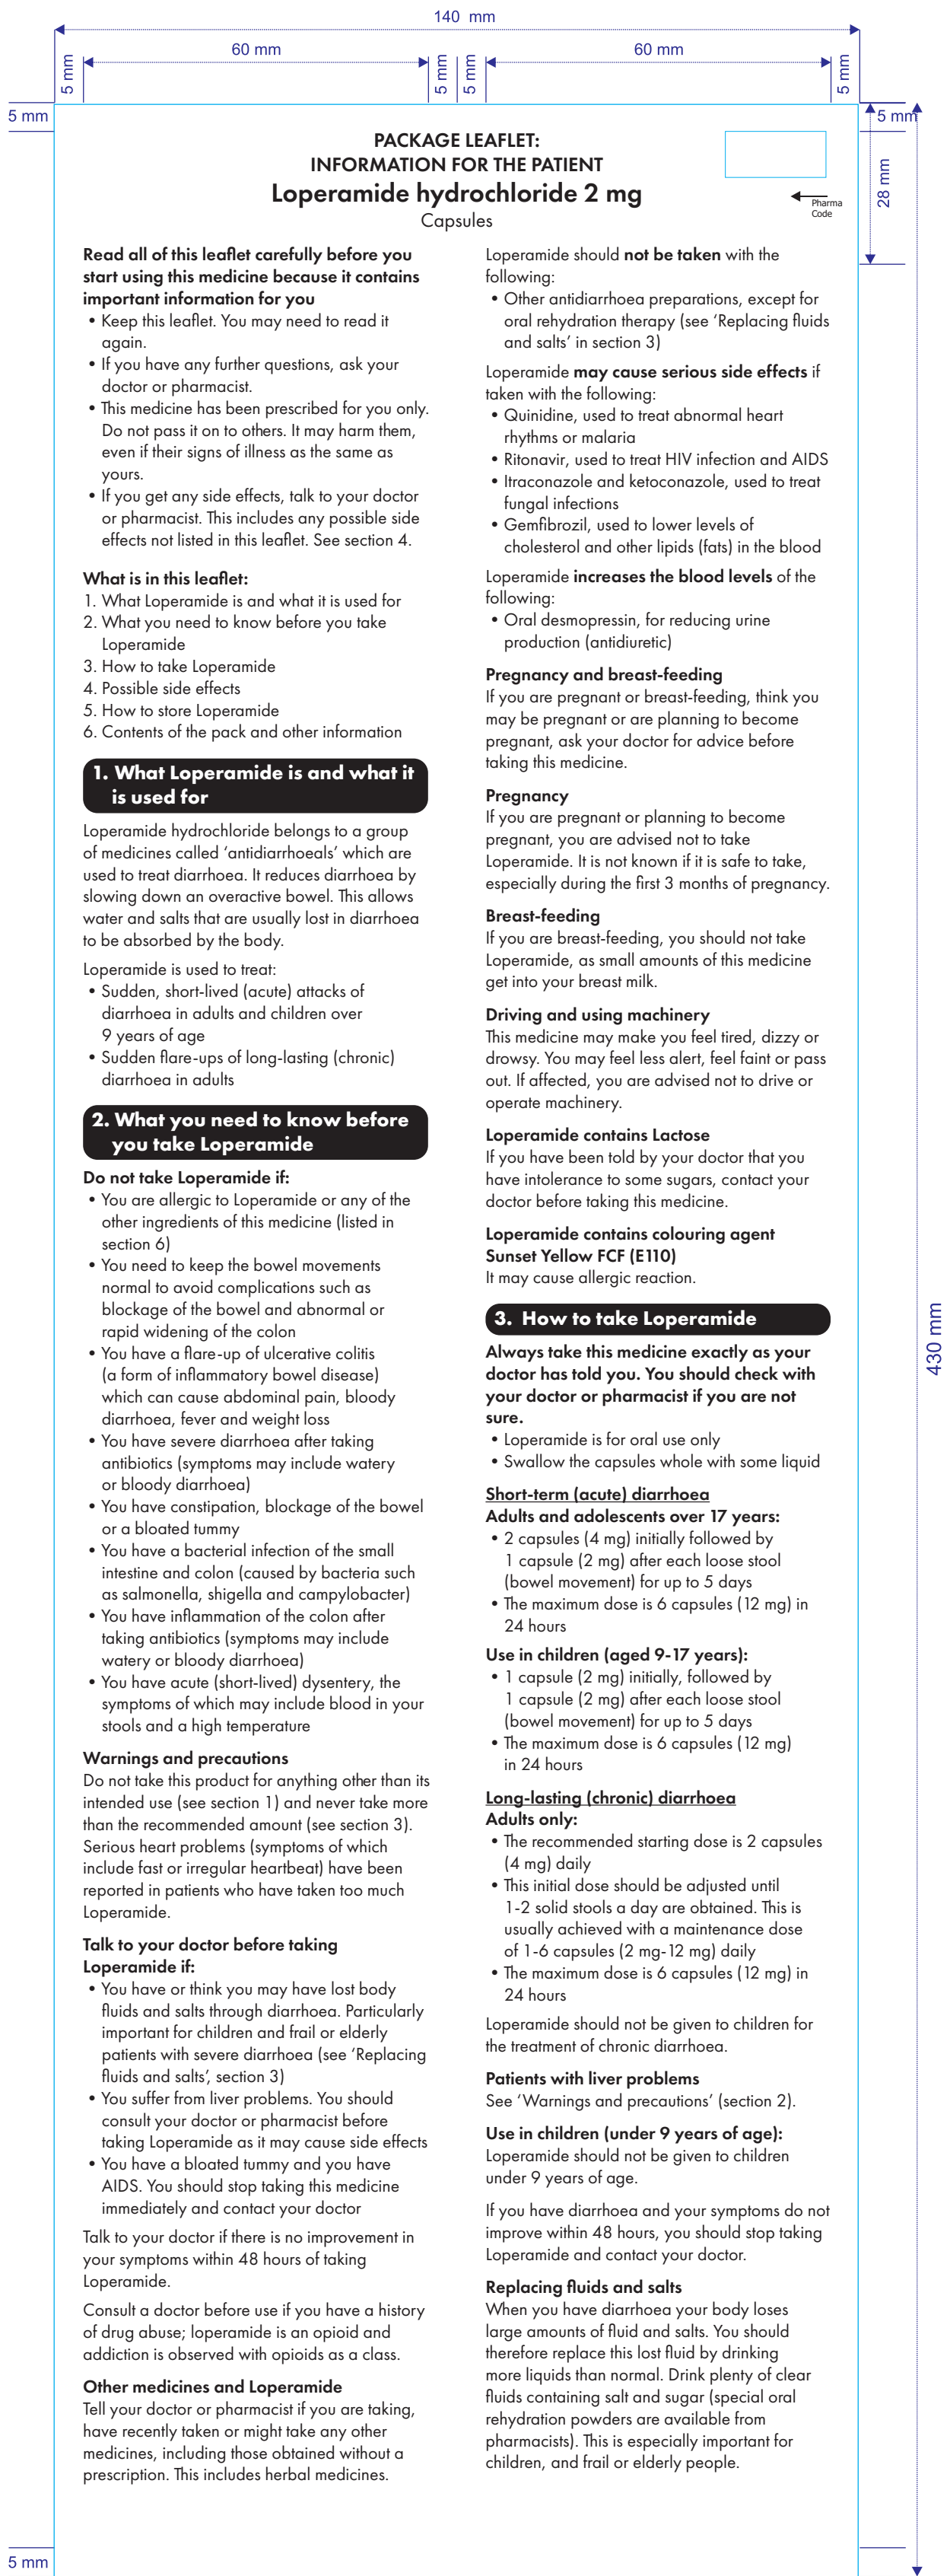 140 mm
60 mm
60 mm
5 mm
5 mm
5 mm
5 mm
5 mm
5 mm
28 mm
PACKAGE LEAFLET:
INFORMATION FOR THE PATIENT
Loperamide hydrochloride 2 mg
Capsules
Pharma
Code
Read all of this leaflet carefully before you
start using this medicine because it contains
important information for you
• Keep this leaflet. You may need to read it
again.
• If you have any further questions, ask your
doctor or pharmacist.
• This medicine has been prescribed for you only.
Do not pass it on to others. It may harm them,
even if their signs of illness as the same as
yours.
• If you get any side effects, talk to your doctor
or pharmacist. This includes any possible side
effects not listed in this leaflet. See section 4.
What is in this leaflet:
1. What Loperamide is and what it is used for
2. What you need to know before you take
Loperamide
3. How to take Loperamide
4. Possible side effects
5. How to store Loperamide
6. Contents of the pack and other information
1. What Loperamide is and what it
is used for
Loperamide hydrochloride belongs to a group
of medicines called ‘antidiarrhoeals’ which are
used to treat diarrhoea. It reduces diarrhoea by
slowing down an overactive bowel. This allows
water and salts that are usually lost in diarrhoea
to be absorbed by the body.
Loperamide is used to treat:
• Sudden, short-lived (acute) attacks of
diarrhoea in adults and children over
9 years of age
• Sudden flare-ups of long-lasting (chronic)
diarrhoea in adults
2. What you need to know before
you take Loperamide
Do not take Loperamide if:
• You are allergic to Loperamide or any of the
other ingredients of this medicine (listed in
section 6)
• You need to keep the bowel movements
normal to avoid complications such as
blockage of the bowel and abnormal or
rapid widening of the colon
• You have a flare-up of ulcerative colitis
(a form of inflammatory bowel disease)
which can cause abdominal pain, bloody
diarrhoea, fever and weight loss
• You have severe diarrhoea after taking
antibiotics (symptoms may include watery
or bloody diarrhoea)
• You have constipation, blockage of the bowel
or a bloated tummy
• You have a bacterial infection of the small
intestine and colon (caused by bacteria such
as salmonella, shigella and campylobacter)
• You have inflammation of the colon after
taking antibiotics (symptoms may include
watery or bloody diarrhoea)
• You have acute (short-lived) dysentery, the
symptoms of which may include blood in your
stools and a high temperature
Warnings and precautions
Do not take this product for anything other than its
intended use (see section 1) and never take more
than the recommended amount (see section 3).
Serious heart problems (symptoms of which
include fast or irregular heartbeat) have been
reported in patients who have taken too much
Loperamide.
Talk to your doctor before taking
Loperamide if:
• You have or think you may have lost body
fluids and salts through diarrhoea. Particularly
important for children and frail or elderly
patients with severe diarrhoea (see ‘Replacing
fluids and salts’, section 3)
• You suffer from liver problems. You should
consult your doctor or pharmacist before
taking Loperamide as it may cause side effects
• You have a bloated tummy and you have
AIDS. You should stop taking this medicine
immediately and contact your doctor
Talk to your doctor if there is no improvement in
your symptoms within 48 hours of taking
Loperamide.
Consult a doctor before use if you have a history
of drug abuse; loperamide is an opioid and
addiction is observed with opioids as a class.
Other medicines and Loperamide
Tell your doctor or pharmacist if you are taking,
have recently taken or might take any other
medicines, including those obtained without a
prescription. This includes herbal medicines.
Loperamide should not be taken with the
following:
• Other antidiarrhoea preparations, except for
oral rehydration therapy (see ‘Replacing fluids
and salts’ in section 3)
Loperamide may cause serious side effects if
taken with the following:
• Quinidine, used to treat abnormal heart
rhythms or malaria
• Ritonavir, used to treat HIV infection and AIDS
• Itraconazole and ketoconazole, used to treat
fungal infections
• Gemfibrozil, used to lower levels of
cholesterol and other lipids (fats) in the blood
Loperamide increases the blood levels of the
following:
• Oral desmopressin, for reducing urine
production (antidiuretic)
Pregnancy and breast-feeding
If you are pregnant or breast-feeding, think you
may be pregnant or are planning to become
pregnant, ask your doctor for advice before
taking this medicine.
Pregnancy
If you are pregnant or planning to become
pregnant, you are advised not to take
Loperamide. It is not known if it is safe to take,
especially during the first 3 months of pregnancy.
Breast-feeding
If you are breast-feeding, you should not take
Loperamide, as small amounts of this medicine
get into your breast milk.
Driving and using machinery
This medicine may make you feel tired, dizzy or
drowsy. You may feel less alert, feel faint or pass
out. If affected, you are advised not to drive or
operate machinery.
Loperamide contains Lactose
If you have been told by your doctor that you
have intolerance to some sugars, contact your
doctor before taking this medicine.
Loperamide contains colouring agent
Sunset Yellow FCF (E110)
It may cause allergic reaction.
3. How to take Loperamide
Always take this medicine exactly as your
doctor has told you. You should check with
your doctor or pharmacist if you are not
sure.
• Loperamide is for oral use only
• Swallow the capsules whole with some liquid
Short-term (acute) diarrhoea
Adults and adolescents over 17 years:
• 2 capsules (4 mg) initially followed by
1 capsule (2 mg) after each loose stool
(bowel movement) for up to 5 days
• The maximum dose is 6 capsules (12 mg) in
24 hours
Use in children (aged 9-17 years):
• 1 capsule (2 mg) initially, followed by
1 capsule (2 mg) after each loose stool
(bowel movement) for up to 5 days
• The maximum dose is 6 capsules (12 mg)
in 24 hours
Long-lasting (chronic) diarrhoea
Adults only:
• The recommended starting dose is 2 capsules
(4 mg) daily
• This initial dose should be adjusted until
1-2 solid stools a day are obtained. This is
usually achieved with a maintenance dose
of 1-6 capsules (2 mg-12 mg) daily
• The maximum dose is 6 capsules (12 mg) in
24 hours
Loperamide should not be given to children for
the treatment of chronic diarrhoea.
Patients with liver problems
See ‘Warnings and precautions’ (section 2).
Use in children (under 9 years of age):
Loperamide should not be given to children
under 9 years of age.
If you have diarrhoea and your symptoms do not
improve within 48 hours, you should stop taking
Loperamide and contact your doctor.
Replacing fluids and salts
When you have diarrhoea your body loses
large amounts of fluid and salts. You should
therefore replace this lost fluid by drinking
more liquids than normal. Drink plenty of clear
fluids containing salt and sugar (special oral
rehydration powders are available from
pharmacists). This is especially important for
children, and frail or elderly people.
430 mm
5 mm